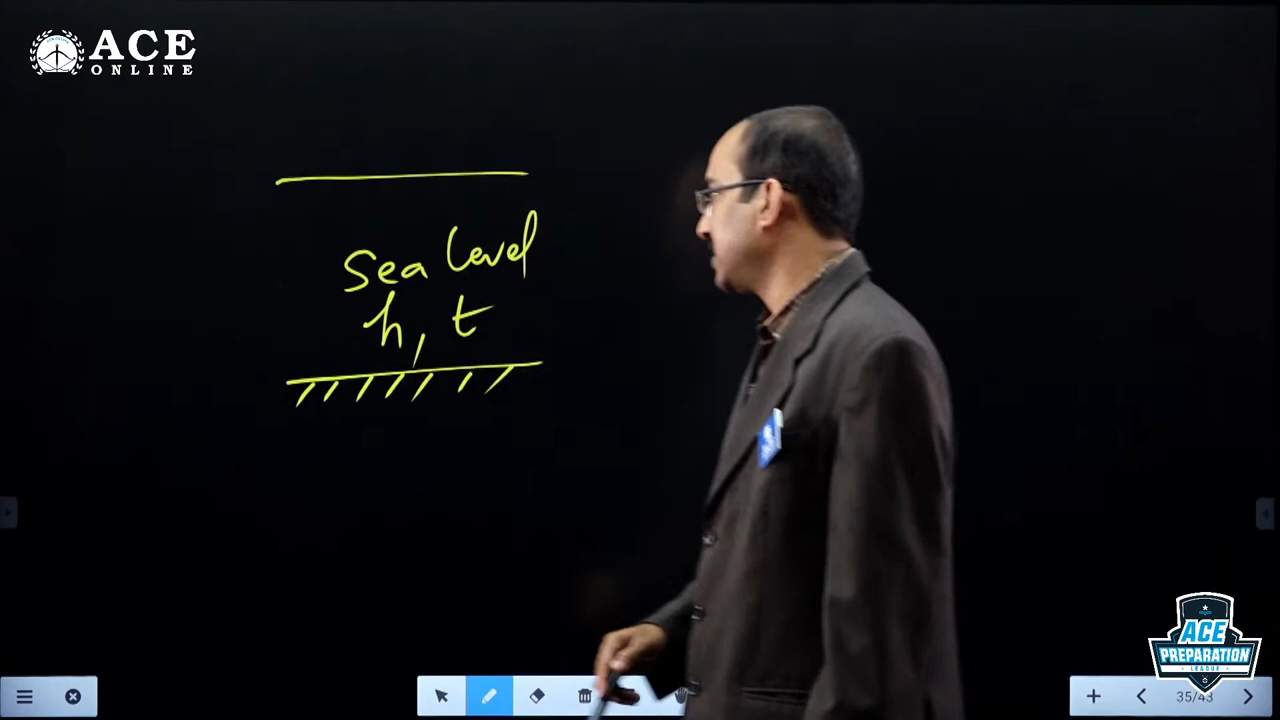 ACE
ONLINE
Sea Level
h, t
ACE
PREPARATION
LEAGUE
35/43